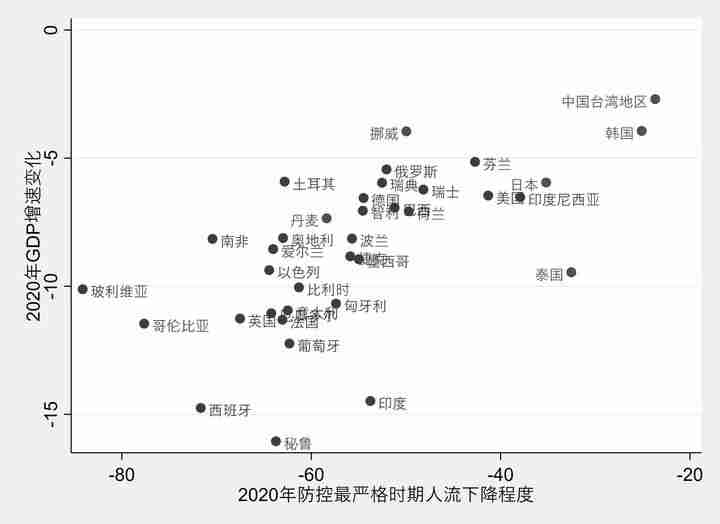 0
-5
-10
-15
2020年GDP增速变化
中国台湾地区
韩国
挪威
芬兰
俄罗斯
日本
土耳其
瑞典
瑞士
美国
印度尼西亚
德国
智利
荷兰
丹麦
南非
奥地利
波兰
爱尔兰
墨西哥
以色列
泰国
比利时
玻利维亚
匈牙利
意大利
英国
法国
哥伦比亚
葡萄牙
印度
西班牙
秘鲁
-80
-60
-40
-20
2020年防控最严格时期人流下降程度